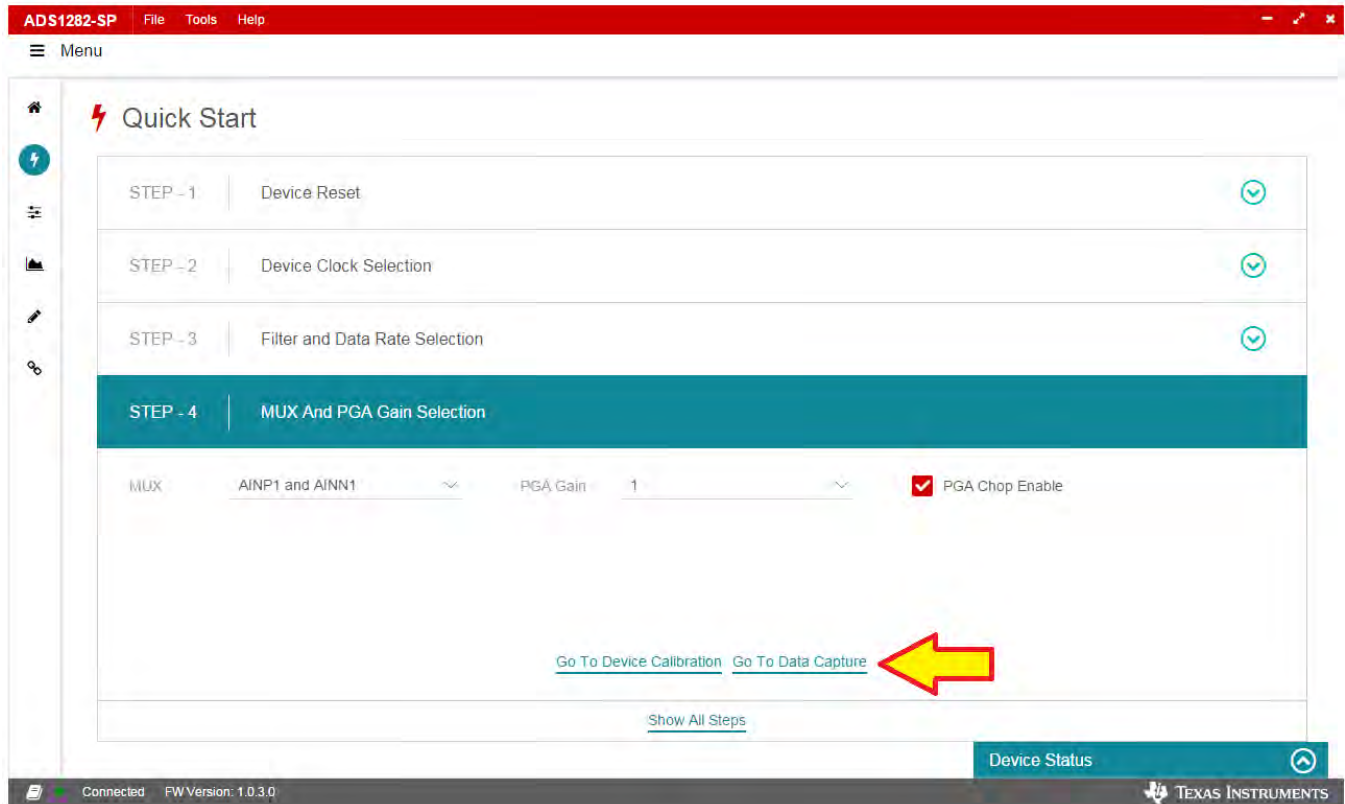 ADS1282-SP File Tools Help
Menu
Quick Start
STEP - 1 Device Reset
STEP - 2 Device Clock Selection
STEP - 3 Filter and Data Rate Selection
STEP - 4 MUX And PGA Gain Selection
MUX AINP1 and AINN1 PGA Gain 1 PGA Chop Enable
Go To Device Calibration Go To Data Capture
Show All Steps
Device Status
Connected FW Version: 1.0.3.0 TEXAS INSTRUMENTS